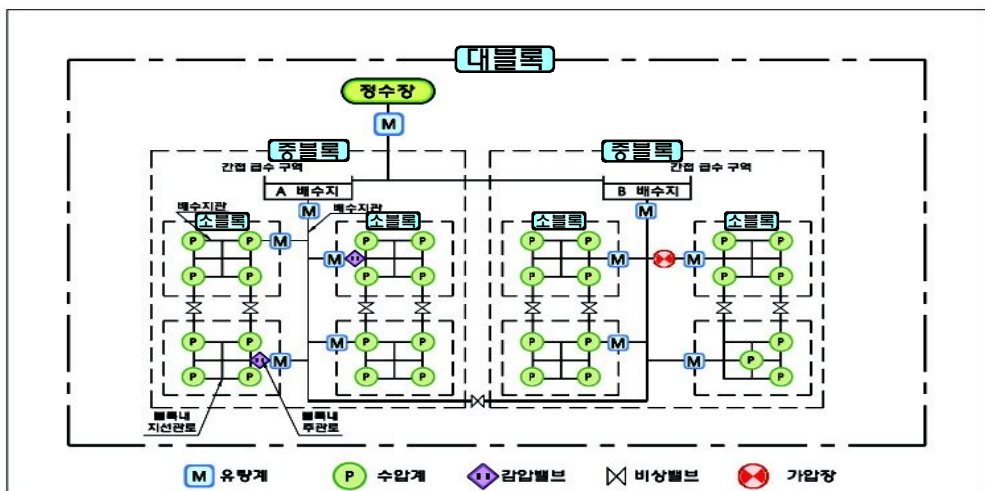 대블록
정수장
M
중블록
중블록
간접 급수 구역
간접 급수 구역
A 배수지
B 배수지
M
M
배수지관
배수지관
소블록
소블록
소블록
소블록
P P M P P P P M P P
M M
P P P P P P P P
P P M P P P P M P P
M P M
P P P P P P P P
블록내
지선관로
블록내
주관로
M 유량계
P 수압계
감압밸브
비상밸브
가압장